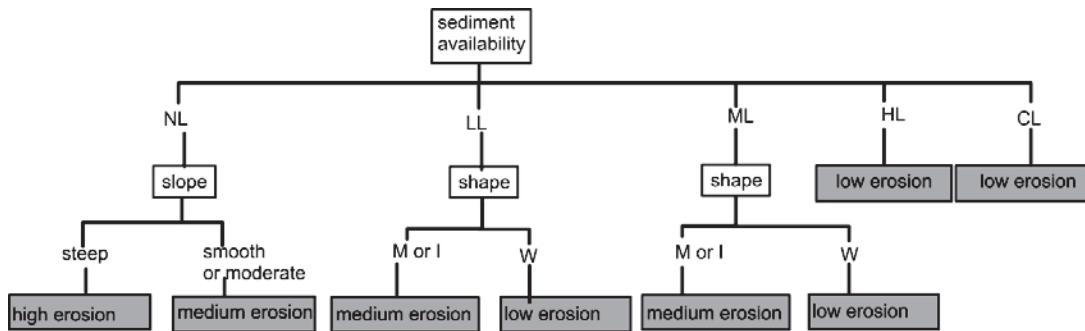 sediment
availability
NL
LL
ML
HL
CL
slope
shape
shape
low erosion
low erosion
steep
smooth
or moderate
M or I
W
M or I
W
high erosion
medium erosion
medium erosion
low erosion
medium erosion
low erosion